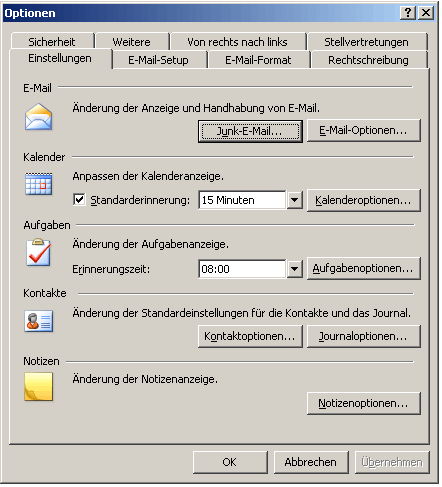 Optionen
Sicherheit Weitere Von rechts nach links Stellvertretungen
Einstellungen E-Mail-Setup E-Mail-Format Rechtschreibung
E-Mail
Änderung der Anzeige und Handhabung von E-Mail.
Junk-E-Mail... E-Mail-Optionen...
Kalender
Anpassen der Kalenderanzeige.
Standarderinnerung: 15 Minuten Kalenderoptionen...
Aufgaben
Änderung der Aufgabenanzeige.
Erinnerungszeit: 08:00 Aufgabenoptionen...
Kontakte
Änderung der Standardeinstellungen für die Kontakte und das Journal.
Kontaktoptionen... Journaloptionen...
Notizen
Änderung der Notizenanzeige.
Notizenoptionen...
OK Abbrechen Übernehmen